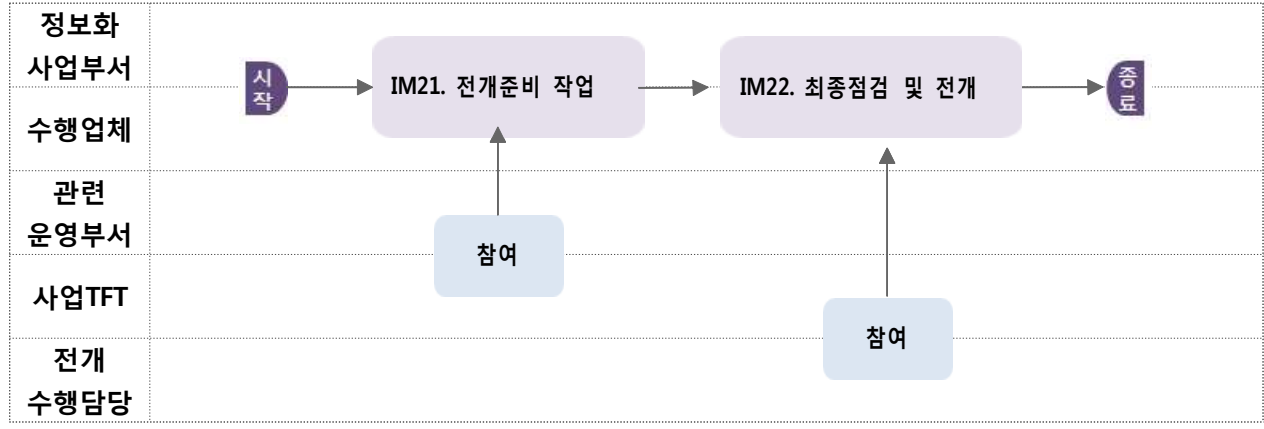 정보화
사업부서
시
작
IM21. 전개준비 작업
IM22. 최종점검 및 전개
종
료
수행업체
관련
운영부서
참여
사업TFT
참여
전개
수행담당